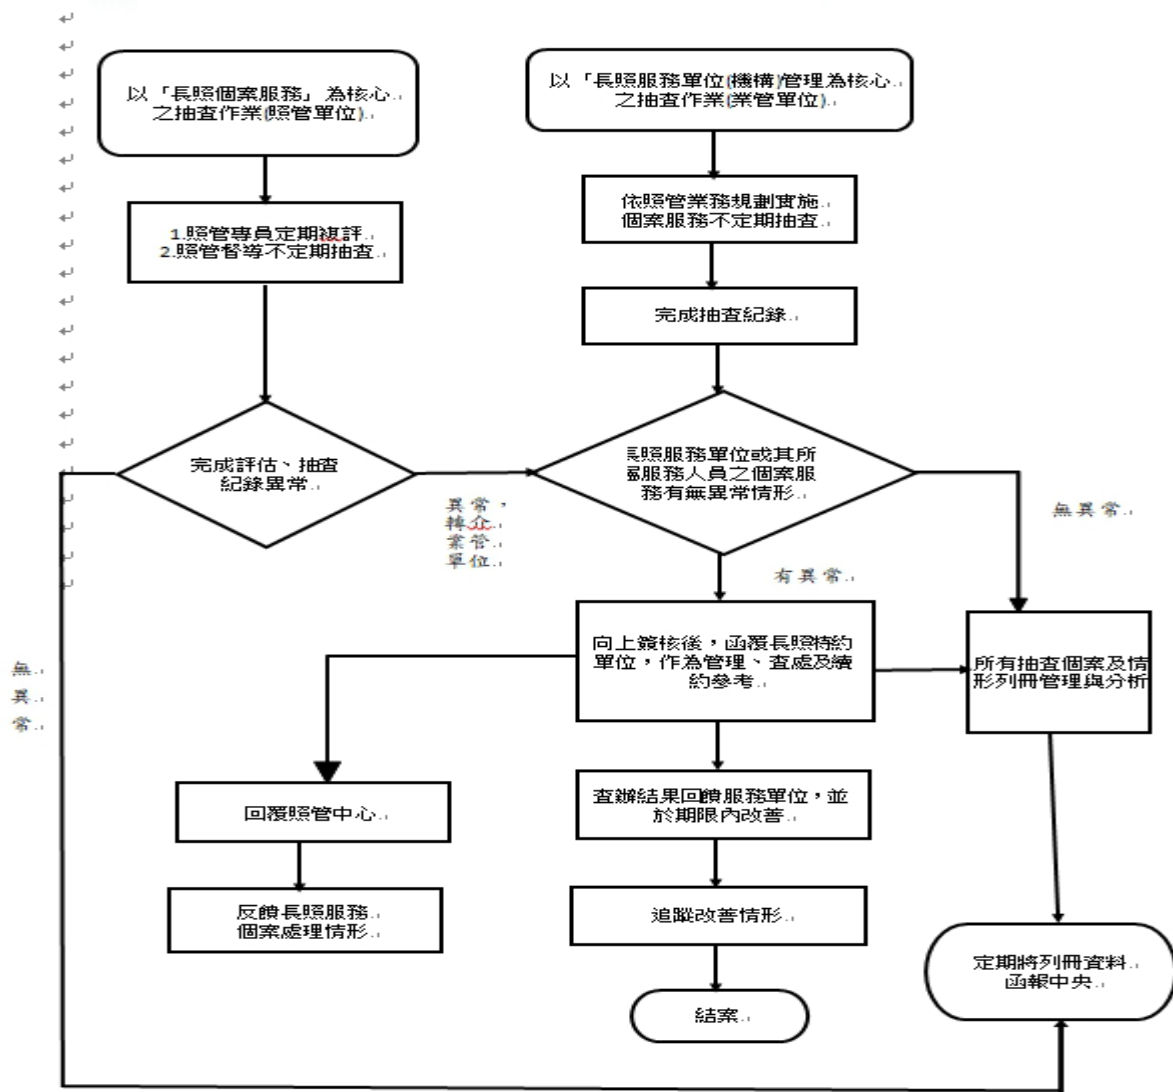 以「長照個案服務」為核心
之抽查作業(照管單位)
以「長照服務單位(機構)管理為核心
之抽查作業(業管單位)
1.照管專員定期複評
2.照管督導不定期抽查
依照管業務規劃實施
個案服務不定期抽查
完成抽查紀錄
完成評估、抽查
紀錄異常
異常，
轉介
業管
單位
長照服務單位或其所
屬服務人員之個案服
務有無異常情形
無異常
有異常
無
異
常
向上簽核後，函覆長照特約
單位，作為管理、查處及續
約參考
所有抽查個案及情
形列冊管理與分析
回覆照管中心
查辦結果回饋服務單位，並
於期限內改善
反饋長照服務
個案處理情形
追蹤改善情形
定期將列冊資料
函報中央
結案